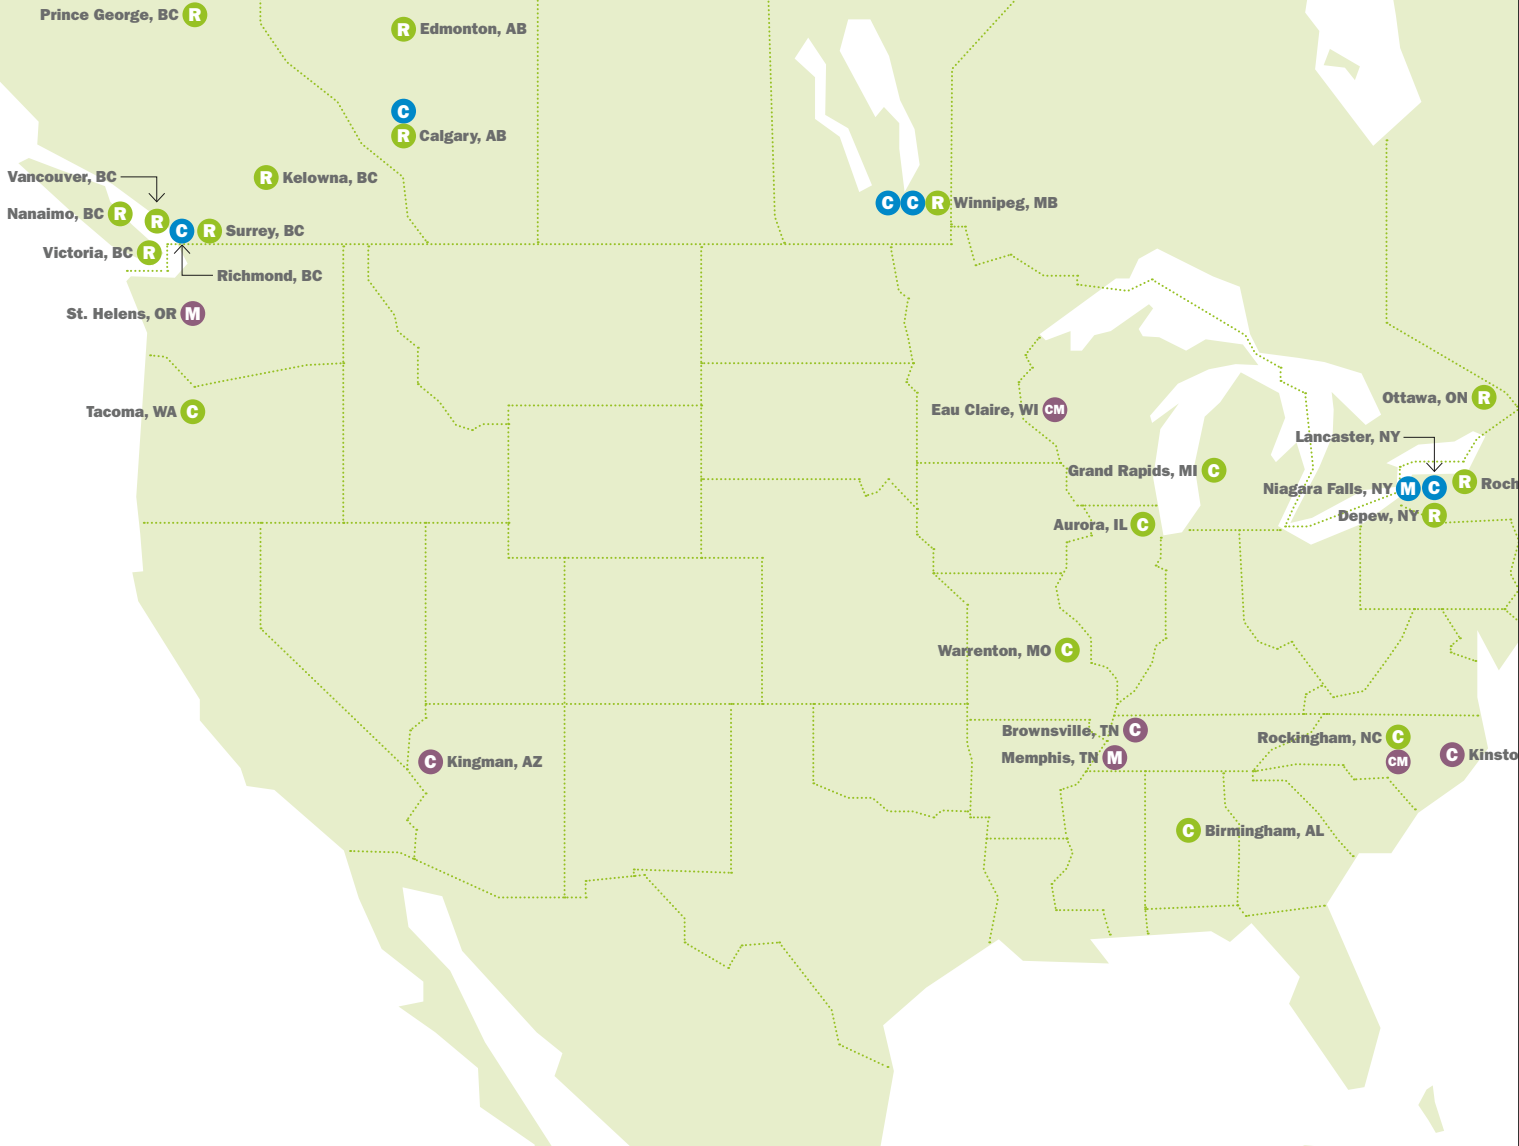 Prince George, BC R
R Edmonton, AB
C
R Calgary, AB
Vancouver, BC
R Kelowna, BC
Nanaimo, BC R
R
C
R Surrey, BC
C C R Winnipeg, MB
Victoria, BC R
Richmond, BC
St. Helens, OR M
Tacoma, WA C
Eau Claire, WI CM
Ottawa, ON R
Lancaster, NY
Grand Rapids, MI C
Niagara Falls, NY M C
R Roch
Depew, NY R
Aurora, IL C
Warrenton, MO C
Brownsville, TN C
Memphis, TN M
Rockingham, NC C
CM
C Kinsto
C Kingman, AZ
C Birmingham, AL